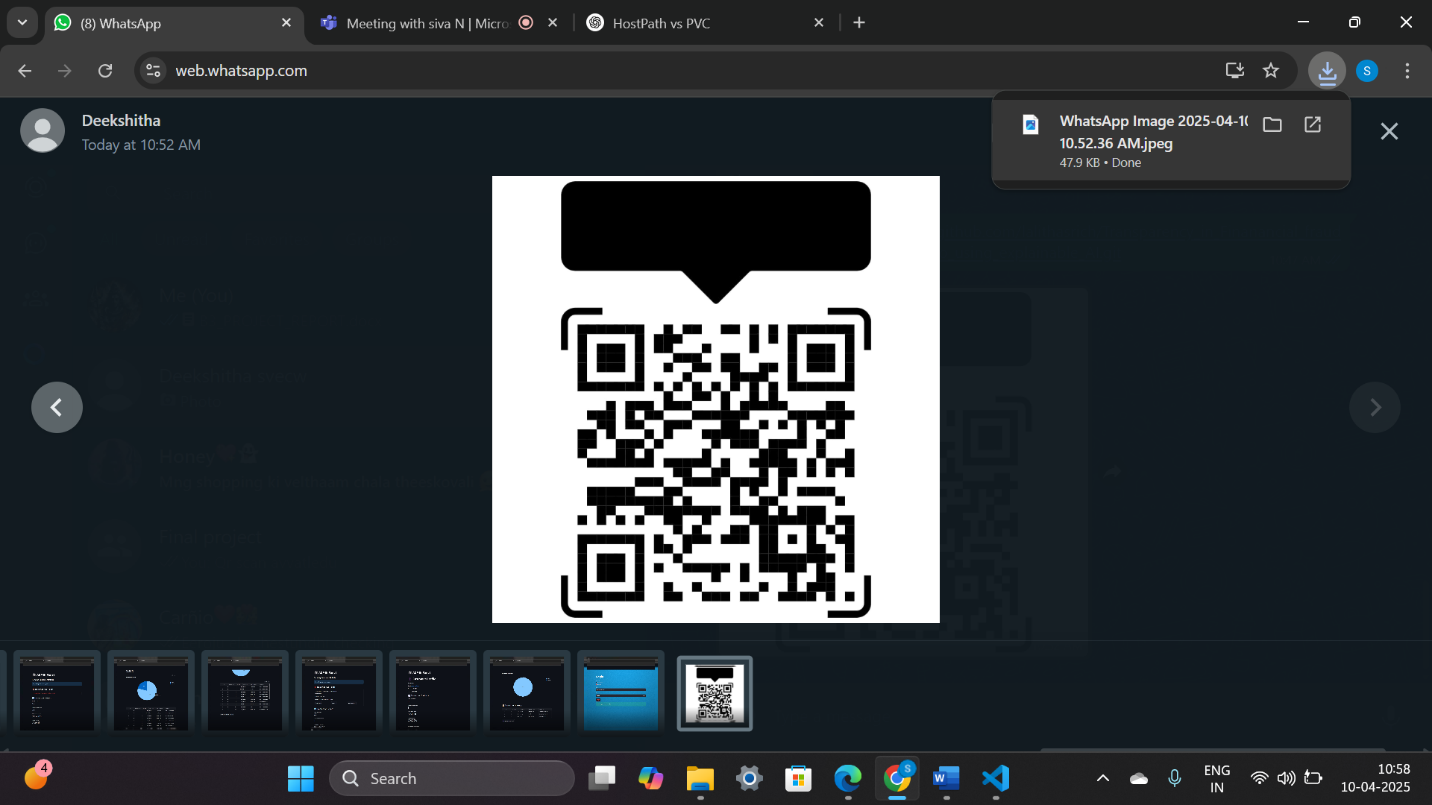 (8) WhatsApp
Meeting with siva N | Micro
HostPath vs PVC
web.whatsapp.com
S
Deekshitha
Today at 10:52 AM
WhatsApp Image 2025-04-10
10.52.36 AM.jpeg
47.9 KB • Done
4
Search
S
ENG
IN
10:58
10-04-2025